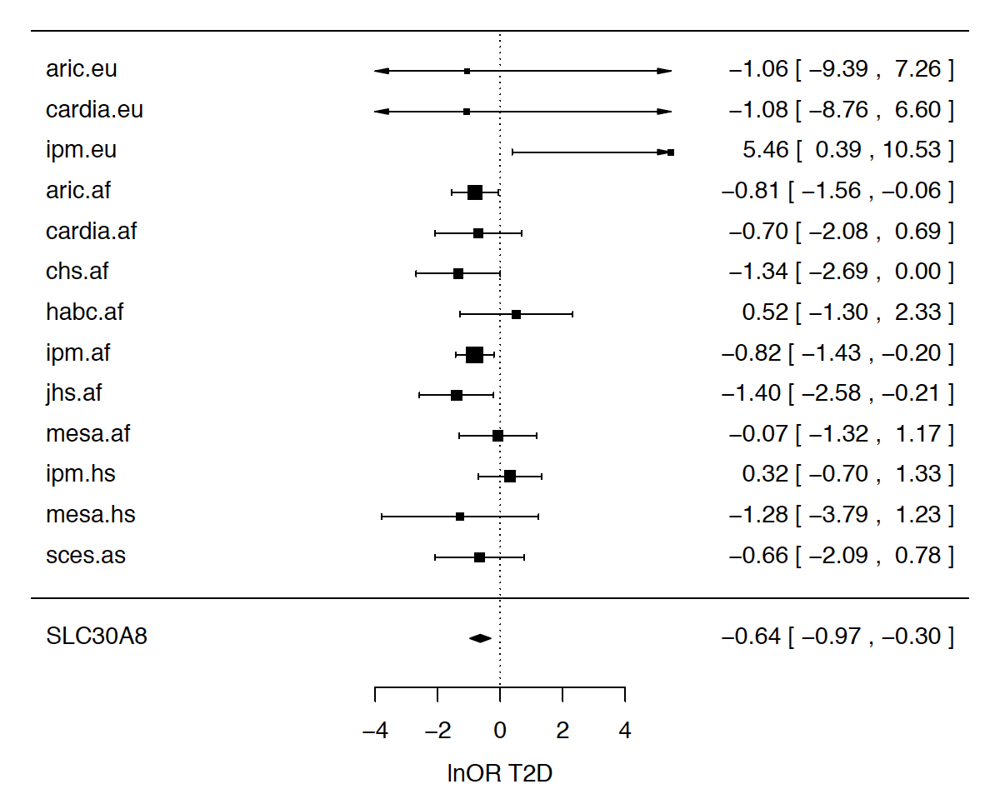 aric.eu −1.06 [ −9.39 , 7.26 ]
cardia.eu −1.08 [ −8.76 , 6.60 ]
ipm.eu 5.46 [ 0.39 , 10.53 ]
aric.af −0.81 [ −1.56 , −0.06 ]
cardia.af −0.70 [ −2.08 , 0.69 ]
chs.af −1.34 [ −2.69 , 0.00 ]
habc.af 0.52 [ −1.30 , 2.33 ]
ipm.af −0.82 [ −1.43 , −0.20 ]
jhs.af −1.40 [ −2.58 , −0.21 ]
mesa.af −0.07 [ −1.32 , 1.17 ]
ipm.hs 0.32 [ −0.70 , 1.33 ]
mesa.hs −1.28 [ −3.79 , 1.23 ]
sces.as −0.66 [ −2.09 , 0.78 ]
SLC30A8 −0.64 [ −0.97 , −0.30 ]
−4 −2 0 2 4
lnOR T2D